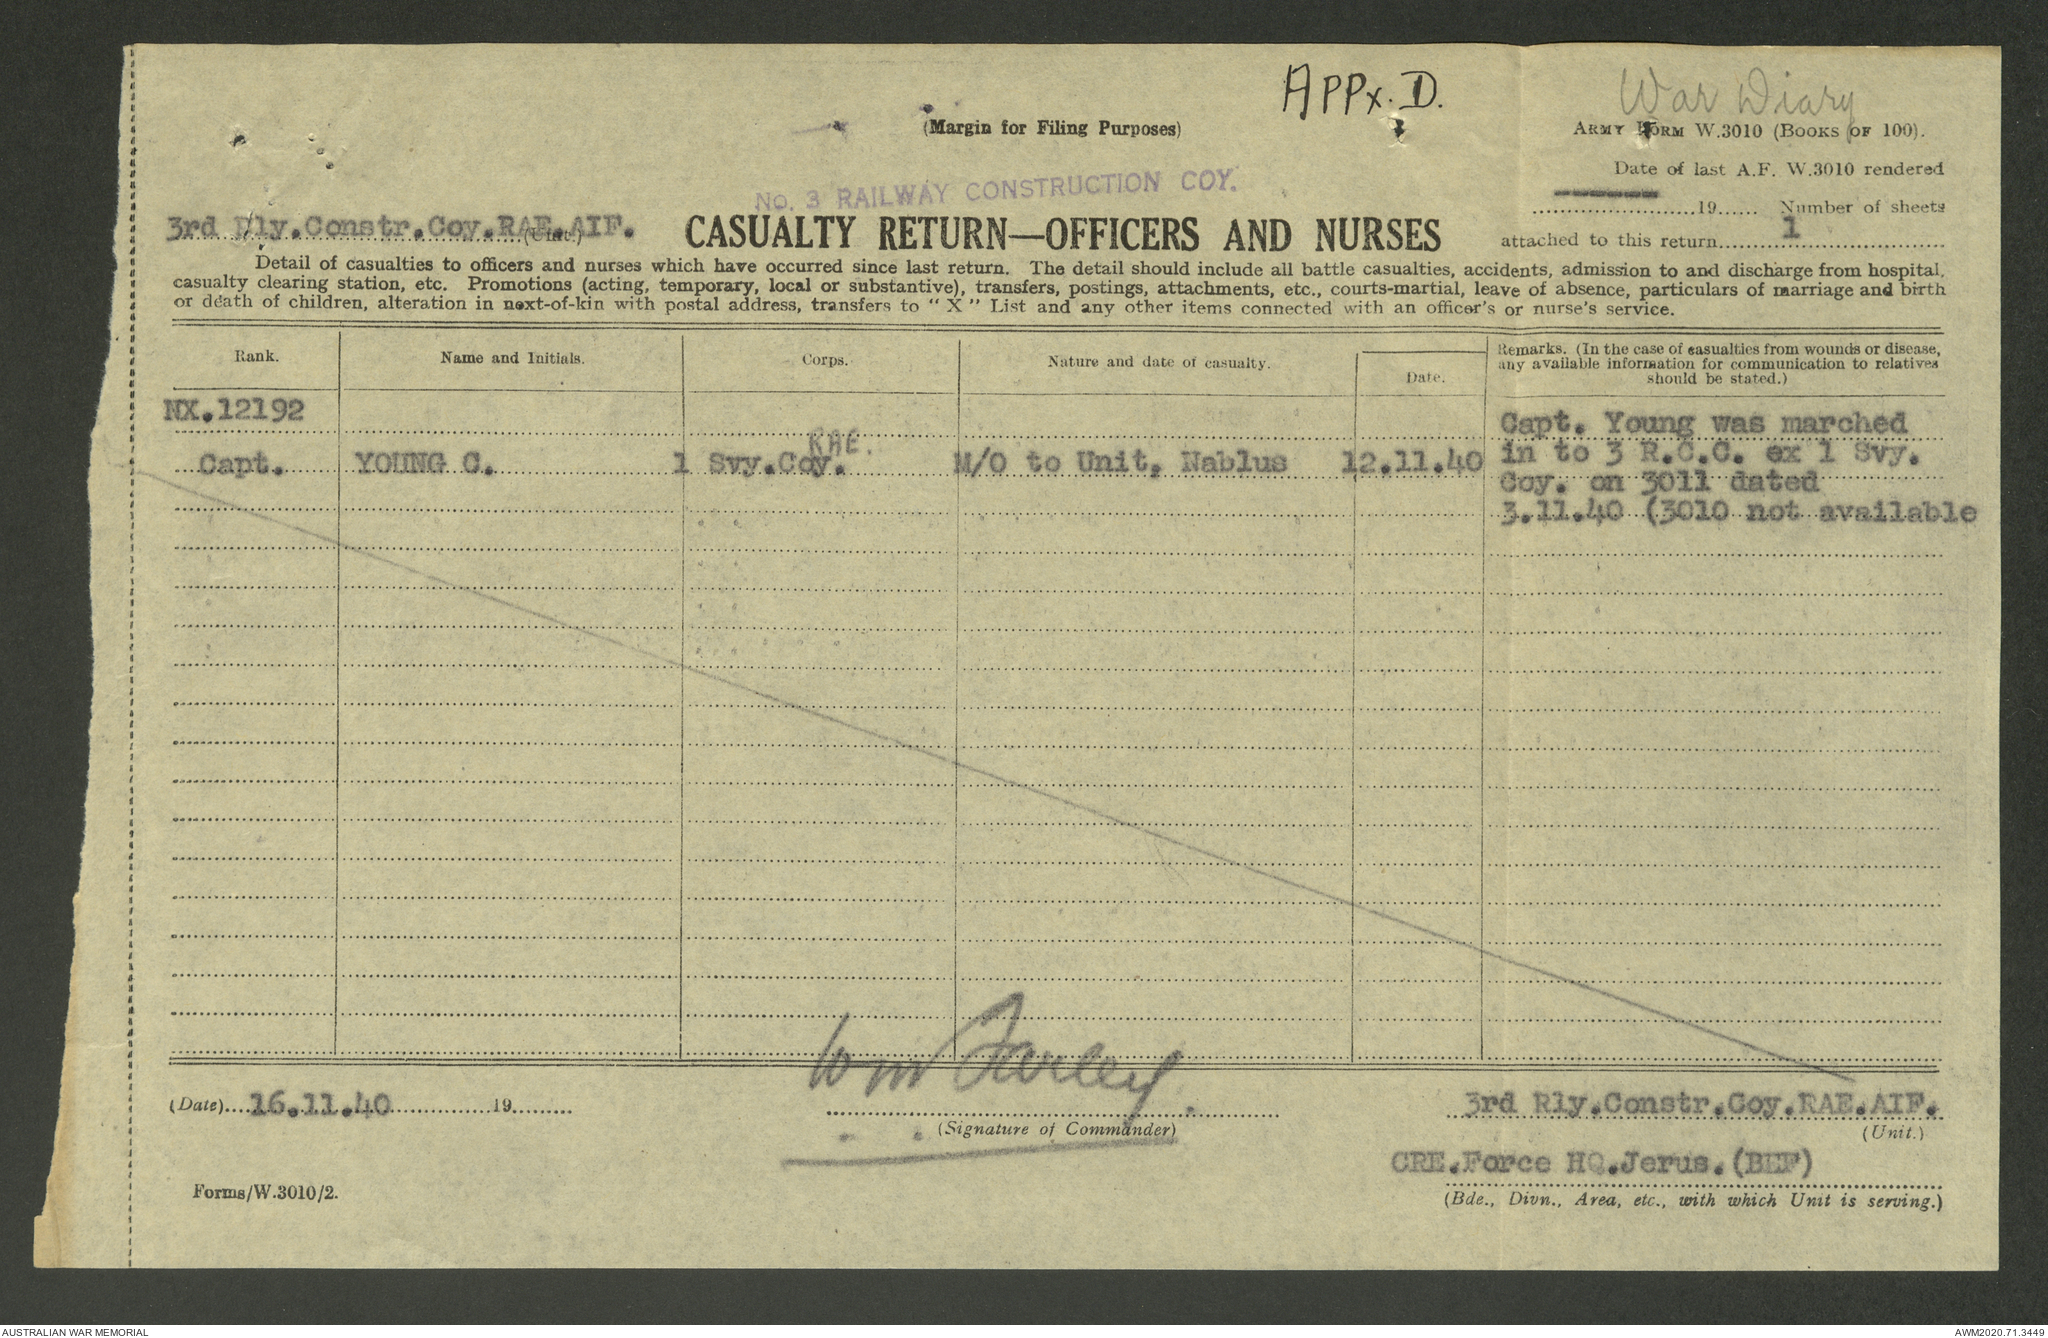 APPx. D.
War Diary
(Margin for Filing Purposes)
ARMY FORM W.3010 (BOOKS OF 100).
Date of last A.F. W.3010 rendered
No. 3 RAILWAY CONSTRUCTION COY.
....................19...... Number of sheets
3rd Rly.Constr.Coy.RAE.AIF. (Unit.)
CASUALTY RETURN—OFFICERS AND NURSES
attached to this return 1
Detail of casualties to officers and nurses which have occurred since last return. The detail should include all battle casualties, accidents, admission to and discharge from hospital,
casualty clearing station, etc. Promotions (acting, temporary, local or substantive), transfers, postings, attachments, etc., courts-martial, leave of absence, particulars of marriage and birth
or death of children, alteration in next-of-kin with postal address, transfers to " X " List and any other items connected with an officer's or nurse's service.
Rank. Name and Initials. Corps. Nature and date of casualty. Date. Remarks. (In the case of casualties from wounds or disease,
any available information for communication to relatives
should be stated.)
NX.12192
RAE.
Capt. YOUNG C. 1 Svy.Coy. M/O to Unit, Nablus 12.11.40
Capt. Young was marched
in to 3 R.C.C. ex 1 Svy.
Coy. on 3011 dated
3.11.40 (3010 not available
Wm Farley
(Date) 16.11.40 19
(Signature of Commander)
3rd Rly.Constr.Coy.RAE.AIF.
(Unit.)
CRE.Force HQ.Jerus.(BEF)
(Bde., Divn., Area, etc., with which Unit is serving.)
Forms/W.3010/2.
AUSTRALIAN WAR MEMORIAL
AWM2020.71.3449